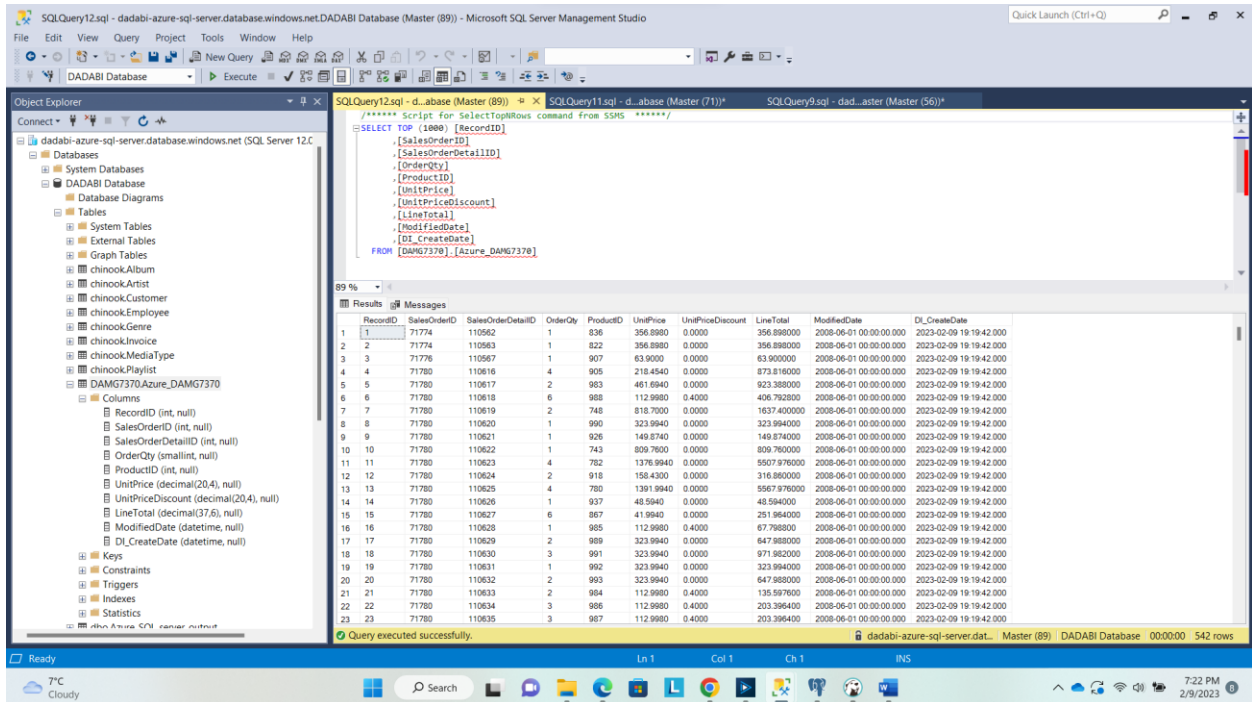 SQLQuery12.sql - dadabi-azure-sql-server.database.windows.net.DADABI Database (Master (89)) - Microsoft SQL Server Management Studio
Quick Launch (Ctrl+Q)
File Edit View Query Project Tools Window Help
New Query
DADABI Database Execute
Object Explorer
Connect
dadabi-azure-sql-server.database.windows.net (SQL Server 12.0
Databases
System Databases
DADABI Database
Database Diagrams
Tables
System Tables
External Tables
Graph Tables
chinook.Album
chinook.Artist
chinook.Customer
chinook.Employee
chinook.Genre
chinook.Invoice
chinook.MediaType
chinook.Playlist
DAMG7370.Azure_DAMG7370
Columns
RecordID (int, null)
SalesOrderID (int, null)
SalesOrderDetailID (int, null)
OrderQty (smallint, null)
ProductID (int, null)
UnitPrice (decimal(20,4), null)
UnitPriceDiscount (decimal(20,4), null)
LineTotal (decimal(37,6), null)
ModifiedDate (datetime, null)
DI_CreateDate (datetime, null)
Keys
Constraints
Triggers
Indexes
Statistics
dbo.Azure_SQL_server_output
SQLQuery12.sql - d...abase (Master (89)) SQLQuery11.sql - d...abase (Master (71))* SQLQuery9.sql - dad...aster (Master (56))*
/****** Script for SelectTopNRows command from SSMS ******/
SELECT TOP (1000) [RecordID]
,[SalesOrderID]
,[SalesOrderDetailID]
,[OrderQty]
,[ProductID]
,[UnitPrice]
,[UnitPriceDiscount]
,[LineTotal]
,[ModifiedDate]
,[DI_CreateDate]
FROM [DAMG7370].[Azure_DAMG7370]
89 %
Results Messages
RecordID SalesOrderID SalesOrderDetailID OrderQty ProductID UnitPrice UnitPriceDiscount LineTotal ModifiedDate DI_CreateDate
1 1 71774 110562 1 836 356.8980 0.0000 356.898000 2008-06-01 00:00:00.000 2023-02-09 19:19:42.000
2 2 71774 110563 1 822 356.8980 0.0000 356.898000 2008-06-01 00:00:00.000 2023-02-09 19:19:42.000
3 3 71776 110567 1 907 63.9000 0.0000 63.900000 2008-06-01 00:00:00.000 2023-02-09 19:19:42.000
4 4 71780 110616 4 905 218.4540 0.0000 873.816000 2008-06-01 00:00:00.000 2023-02-09 19:19:42.000
5 5 71780 110617 2 983 461.6940 0.0000 923.388000 2008-06-01 00:00:00.000 2023-02-09 19:19:42.000
6 6 71780 110618 6 988 112.9980 0.4000 406.792800 2008-06-01 00:00:00.000 2023-02-09 19:19:42.000
7 7 71780 110619 2 748 818.7000 0.0000 1637.400000 2008-06-01 00:00:00.000 2023-02-09 19:19:42.000
8 8 71780 110620 1 990 323.9940 0.0000 323.994000 2008-06-01 00:00:00.000 2023-02-09 19:19:42.000
9 9 71780 110621 1 926 149.8740 0.0000 149.874000 2008-06-01 00:00:00.000 2023-02-09 19:19:42.000
10 10 71780 110622 1 743 809.7600 0.0000 809.760000 2008-06-01 00:00:00.000 2023-02-09 19:19:42.000
11 11 71780 110623 4 782 1376.9940 0.0000 5507.976000 2008-06-01 00:00:00.000 2023-02-09 19:19:42.000
12 12 71780 110624 2 918 158.4300 0.0000 316.860000 2008-06-01 00:00:00.000 2023-02-09 19:19:42.000
13 13 71780 110625 4 780 1391.9940 0.0000 5567.976000 2008-06-01 00:00:00.000 2023-02-09 19:19:42.000
14 14 71780 110626 1 937 48.5940 0.0000 48.594000 2008-06-01 00:00:00.000 2023-02-09 19:19:42.000
15 15 71780 110627 6 867 41.9940 0.0000 251.964000 2008-06-01 00:00:00.000 2023-02-09 19:19:42.000
16 16 71780 110628 1 985 112.9980 0.4000 67.798800 2008-06-01 00:00:00.000 2023-02-09 19:19:42.000
17 17 71780 110629 2 989 323.9940 0.0000 647.988000 2008-06-01 00:00:00.000 2023-02-09 19:19:42.000
18 18 71780 110630 3 991 323.9940 0.0000 971.982000 2008-06-01 00:00:00.000 2023-02-09 19:19:42.000
19 19 71780 110631 1 992 323.9940 0.0000 323.994000 2008-06-01 00:00:00.000 2023-02-09 19:19:42.000
20 20 71780 110632 2 993 323.9940 0.0000 647.988000 2008-06-01 00:00:00.000 2023-02-09 19:19:42.000
21 21 71780 110633 2 984 112.9980 0.4000 135.597600 2008-06-01 00:00:00.000 2023-02-09 19:19:42.000
22 22 71780 110634 3 986 112.9980 0.4000 203.396400 2008-06-01 00:00:00.000 2023-02-09 19:19:42.000
23 23 71780 110635 3 987 112.9980 0.4000 203.396400 2008-06-01 00:00:00.000 2023-02-09 19:19:42.000
Query executed successfully. dadabi-azure-sql-server.dat... Master (89) DADABI Database 00:00:00 542 rows
Ready Ln 1 Col 1 Ch 1 INS
7°C
Cloudy
Search
7:22 PM
2/9/2023